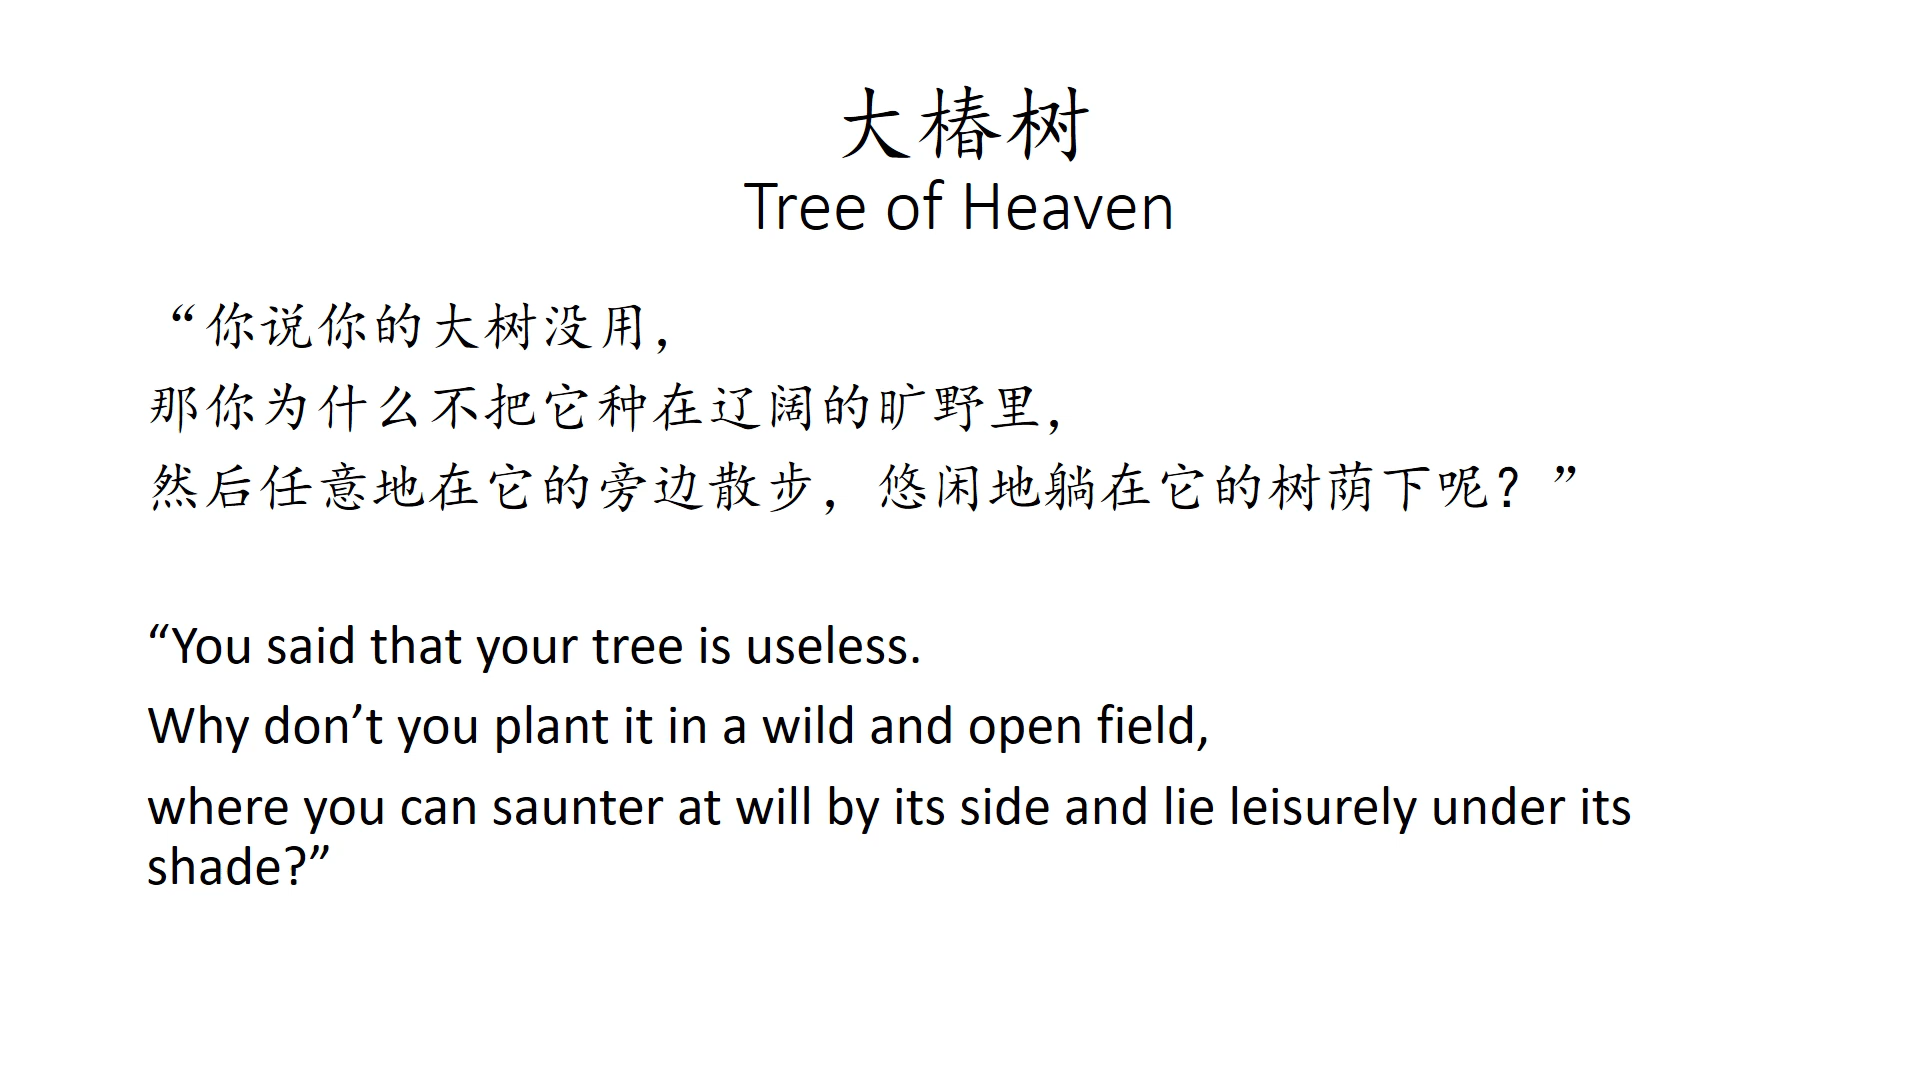 大椿树
Tree of Heaven
“你说你的大树没用，
那你为什么不把它种在辽阔的旷野里，
然后任意地在它的旁边散步，悠闲地躺在它的树荫下呢？”
“You said that your tree is useless.
Why don’t you plant it in a wild and open field,
where you can saunter at will by its side and lie leisurely under its
shade?”